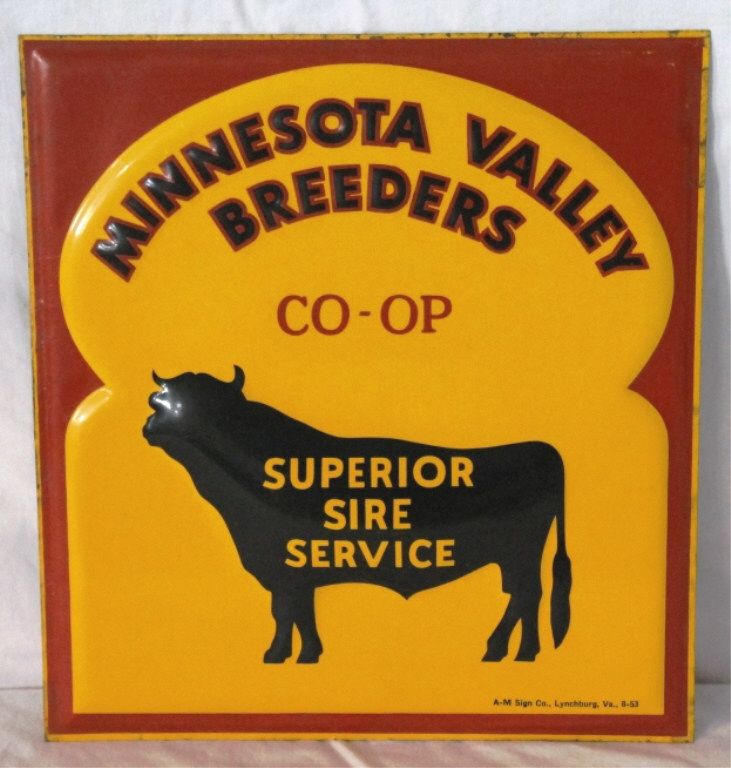 MINNESOTA VALLEY
BREEDERS
CO-OP
SUPERIOR
SIRE
SERVICE
A-M Sign Co., Lynchburg, Va., 8-53